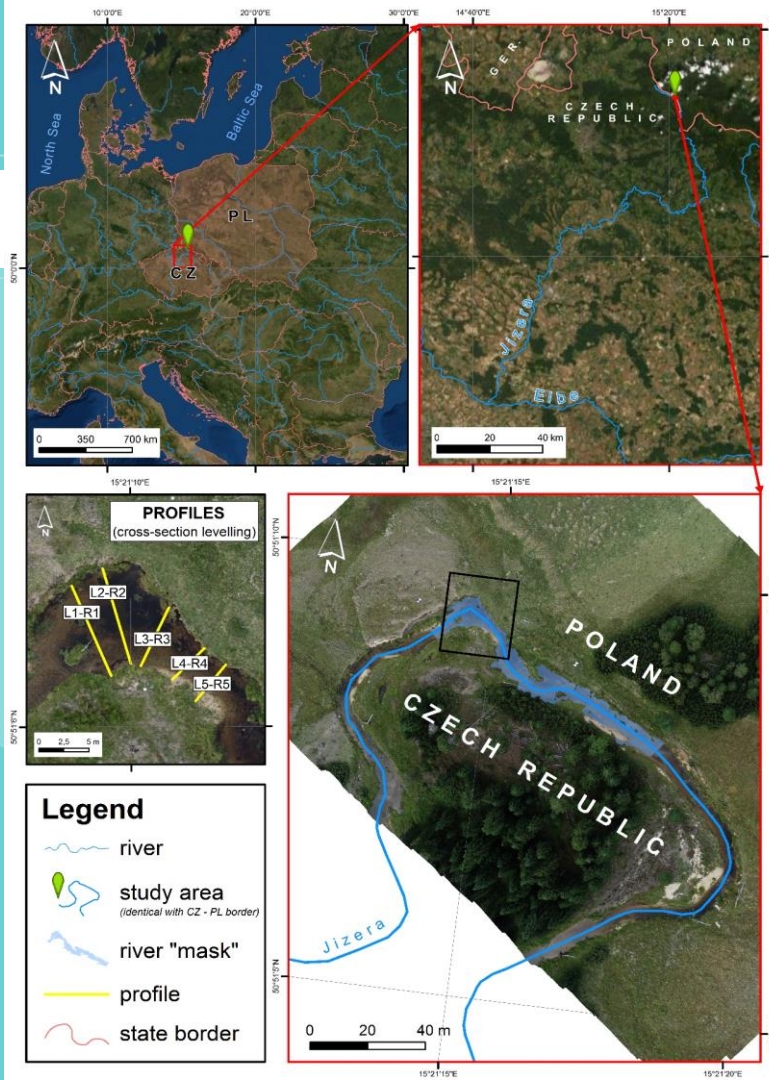 10°0'0"E
20°0'0"E
30°0'0"E
N
North Sea
Baltic Sea
PL
CZ
50°0'0"N
0 350 700 km
14°40'0"E
15°20'0"E
N
GER.
POLAND
CZECH
REPUBLIC
Jizera
Elbe
0 20 40 km
15°21'10"E
N
PROFILES
(cross-section levelling)
L2-R2
L1-R1
L3-R3
L4-R4
L5-R5
50°51'6"N
0 2,5 5 m
15°21'15"E
50°51'10"N
N
POLAND
CZECH REPUBLIC
Jizera
50°51'5"N
0 20 40 m
15°21'15"E
15°21'20"E
Legend
river
study area
(identical with CZ - PL border)
river "mask"
profile
state border